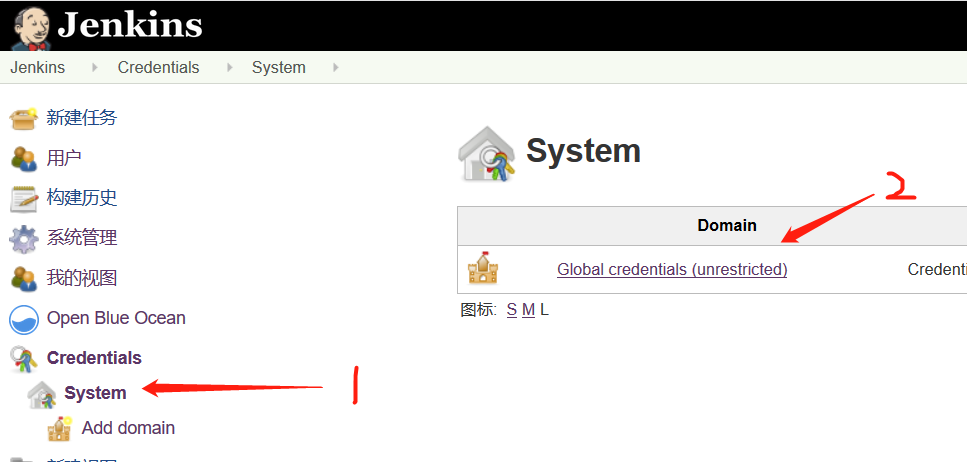 Jenkins
Jenkins Credentials System
新建任务
用户
构建历史
系统管理
我的视图
Open Blue Ocean
Credentials
System
Add domain
System
2
Domain
Global credentials (unrestricted) Credenti
图标: S M L
1